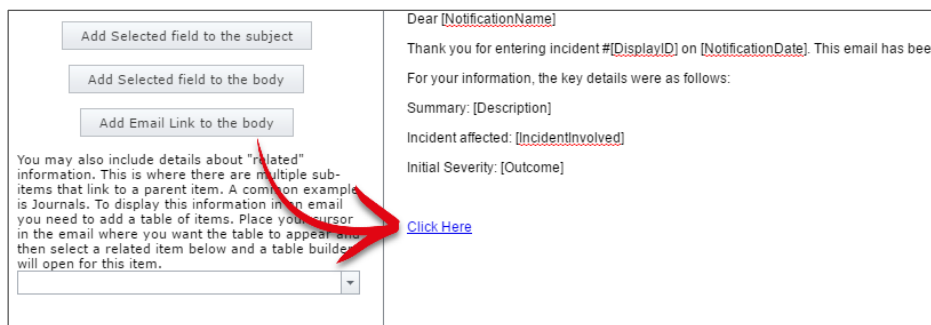 Add Selected field to the subject
Add Selected field to the body
Add Email Link to the body
You may also include details about "related"
information. This is where there are multiple sub-
items that link to a parent item. A common example
is Journals. To display this information in an email
you need to add a table of items. Place your cursor
in the email where you want the table to appear and
then select a related item below and a table builder
will open for this item.
Dear [NotificationName]
Thank you for entering incident #[DisplayID] on [NotificationDate]. This email has bee
For your information, the key details were as follows:
Summary: [Description]
Incident affected: [IncidentInvolved]
Initial Severity: [Outcome]
Click Here